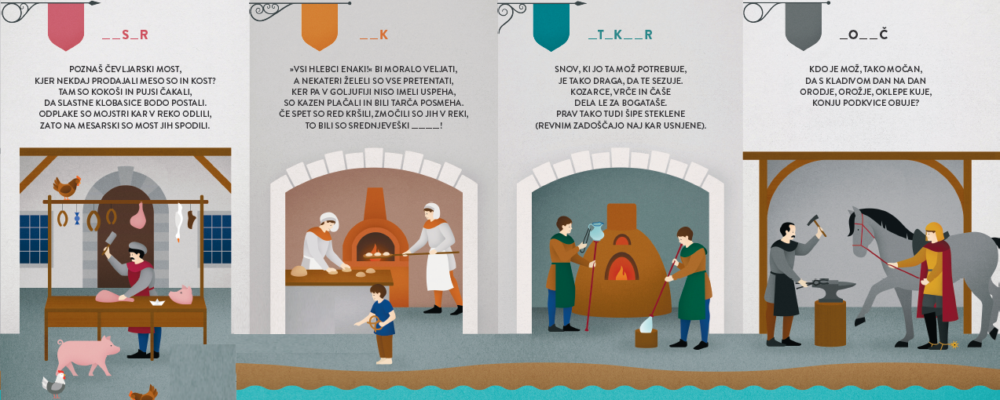 __S_R
POZNAŠ ČEVLJARSKI MOST,
KJER NEKDAJ PRODAJALI MESO SO IN KOST?
TAM SO KOKOŠI IN PUJSI ČAKALI,
DA SLASTNE KLOBASICE BODO POSTALI.
ODPLAKE SO MOJSTRI KAR V REKO ODLILI,
ZATO NA MESARSKI SO MOST JIH SPODILI.
__K
»VSI HLEBCI ENAKI!« BI MORALO VELJATI,
A NEKATERI ŽELELI SO VSE PRETENTATI,
KER PA V GOLJUFIJI NISO IMELI USPEHA,
SO KAZEN PLAČALI IN BILI TARČA POSMEHA.
ČE SPET SO RED KRŠILI, ZMOČILI SO JIH V REKI,
TO BILI SO SREDNJEVEŠKI ____!
_T_K__R
SNOV, KI JO TA MOŽ POTREBUJE,
JE TAKO DRAGA, DA TE SEZUJE.
KOZARCE, VRČE IN ČAŠE
DELA LE ZA BOGATAŠE.
PRAV TAKO TUDI ŠIPE STEKLENE
(REVNIM ZADOŠČAJO NAJ KAR USNJENE).
_O__Č
KDO JE MOŽ, TAKO MOČAN,
DA S KLADIVOM DAN NA DAN
ORODJE, OROŽJE, OKLEPE KUJE,
KONJU PODKVICE OBUJE?